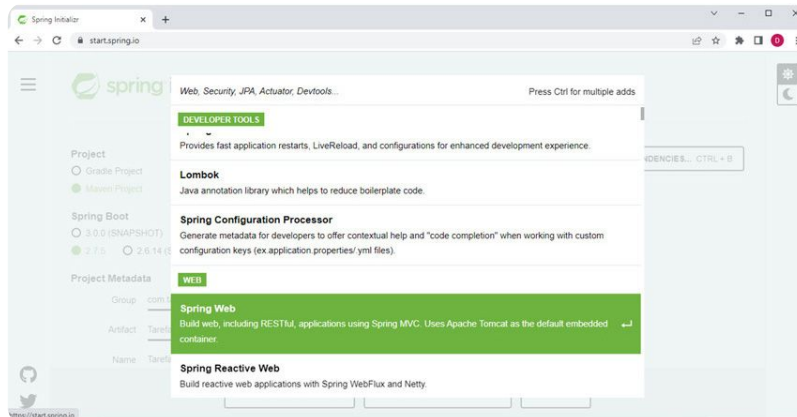 Spring Initializr
start.spring.io
spring
Web, Security, JPA, Actuator, Devtools...
Press Ctrl for multiple adds
DEVELOPER TOOLS
Provides fast application restarts, LiveReload, and configurations for enhanced development experience.
Project
DENCIES... CTRL + B
Gradle Project
Lombok
Java annotation library which helps to reduce boilerplate code.
Maven Project
Spring Boot
Spring Configuration Processor
3.0.0 (SNAPSHOT)
Generate metadata for developers to offer contextual help and "code completion" when working with custom
configuration keys (ex.application.properties/.yml files).
2.7.5
2.6.14 (S
Project Metadata
WEB
Group
Spring Web
Build web, including RESTful, applications using Spring MVC. Uses Apache Tomcat as the default embedded
container.
Artifact
Name
Spring Reactive Web
Build reactive web applications with Spring WebFlux and Netty.
https://start.spring.io